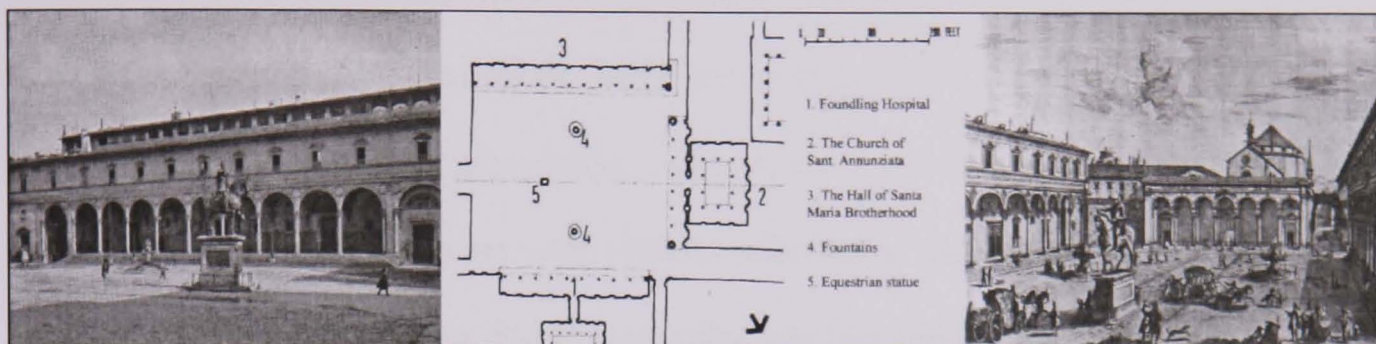 3
4
5
4
2
FEET
1. Foundling Hospital
2. The Church of
Sant. Annunziata
3. The Hall of Santa
Maria Brotherhood
4. Fountains
5. Equestrian statue